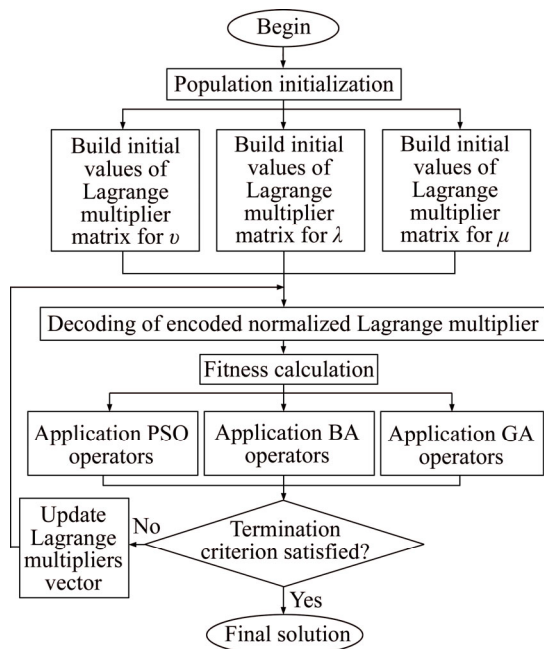 Begin
Population initialization
Build initial
values of
Lagrange
multiplier
matrix for υ
Build initial
values of
Lagrange
multiplier
matrix for λ
Build initial
values of
Lagrange
multiplier
matrix for μ
Decoding of encoded normalized Lagrange multiplier
Fitness calculation
Application PSO
operators
Application BA
operators
Application GA
operators
Update
Lagrange
multipliers
vector
No
Termination
criterion satisfied?
Yes
Final solution